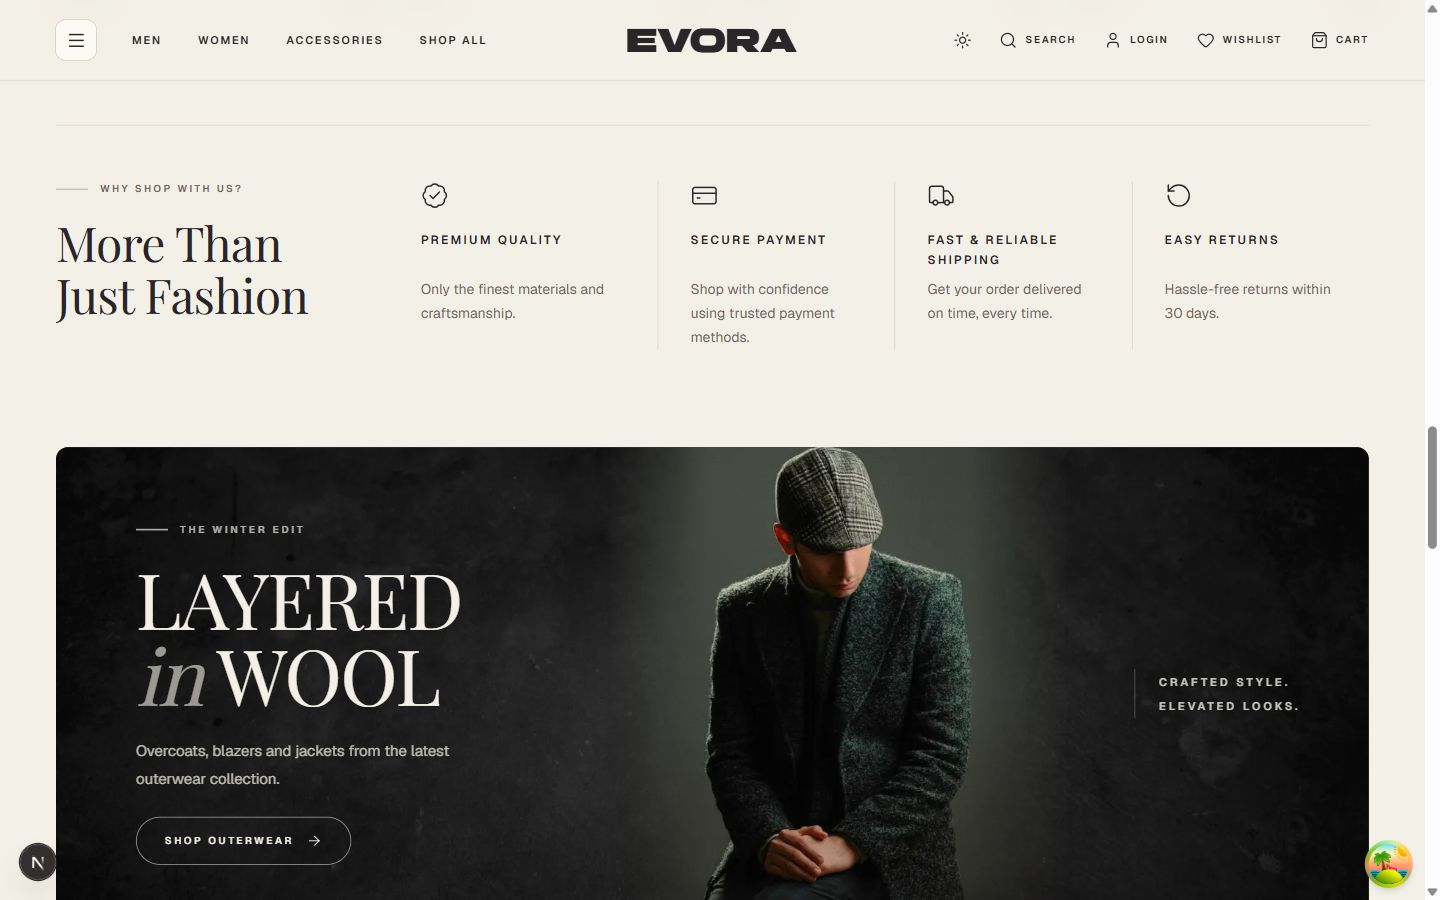 MEN
WOMEN
ACCESSORIES
SHOP ALL
EVORA
SEARCH
LOGIN
WISHLIST
CART
WHY SHOP WITH US?
More Than
Just Fashion
PREMIUM QUALITY
Only the finest materials and
craftsmanship.
SECURE PAYMENT
Shop with confidence
using trusted payment
methods.
FAST & RELIABLE
SHIPPING
Get your order delivered
on time, every time.
EASY RETURNS
Hassle-free returns within
30 days.
THE WINTER EDIT
LAYERED
in WOOL
Overcoats, blazers and jackets from the latest
outerwear collection.
SHOP OUTERWEAR
CRAFTED STYLE.
ELEVATED LOOKS.
N